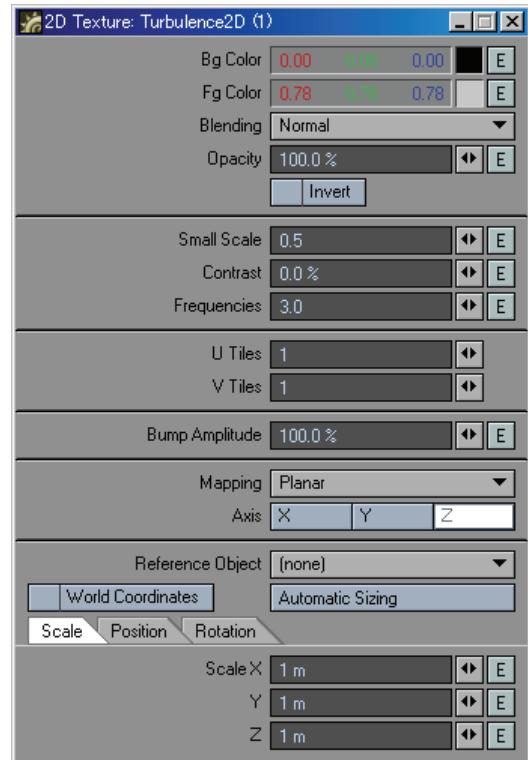 2D Texture: Turbulence2D (1)
Bg Color 0.00 0.00 0.00 E
Fg Color 0.78 0.78 0.78 E
Blending Normal
Opacity 100.0 % E
Invert
Small Scale 0.5 E
Contrast 0.0 % E
Frequencies 3.0 E
U Tiles 1
V Tiles 1
Bump Amplitude 100.0 % E
Mapping Planar
Axis X Y Z
Reference Object (none)
World Coordinates Automatic Sizing
Scale Position Rotation
Scale X 1 m E
Y 1 m E
Z 1 m E